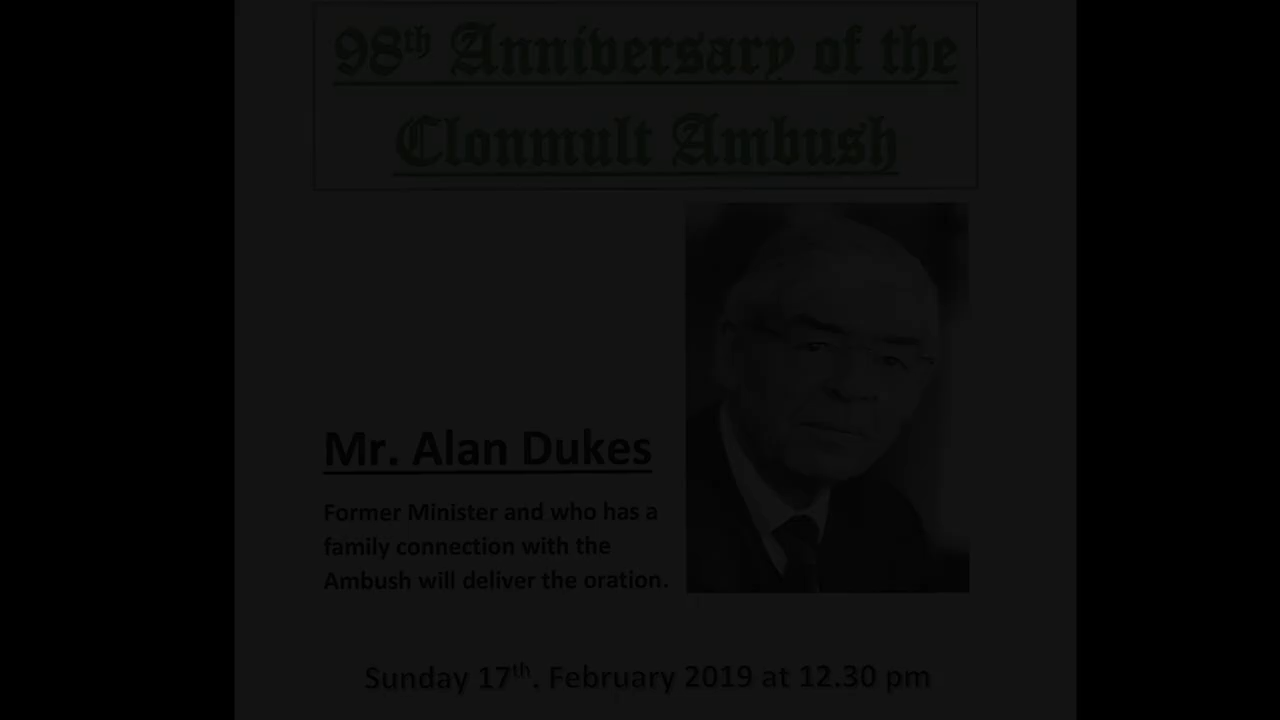 98th Anniversary of the
Clonmult Ambush
Mr. Alan Dukes
Former Minister and who has a
family connection with the
Ambush will deliver the oration.
Sunday 17th. February 2019 at 12.30 pm